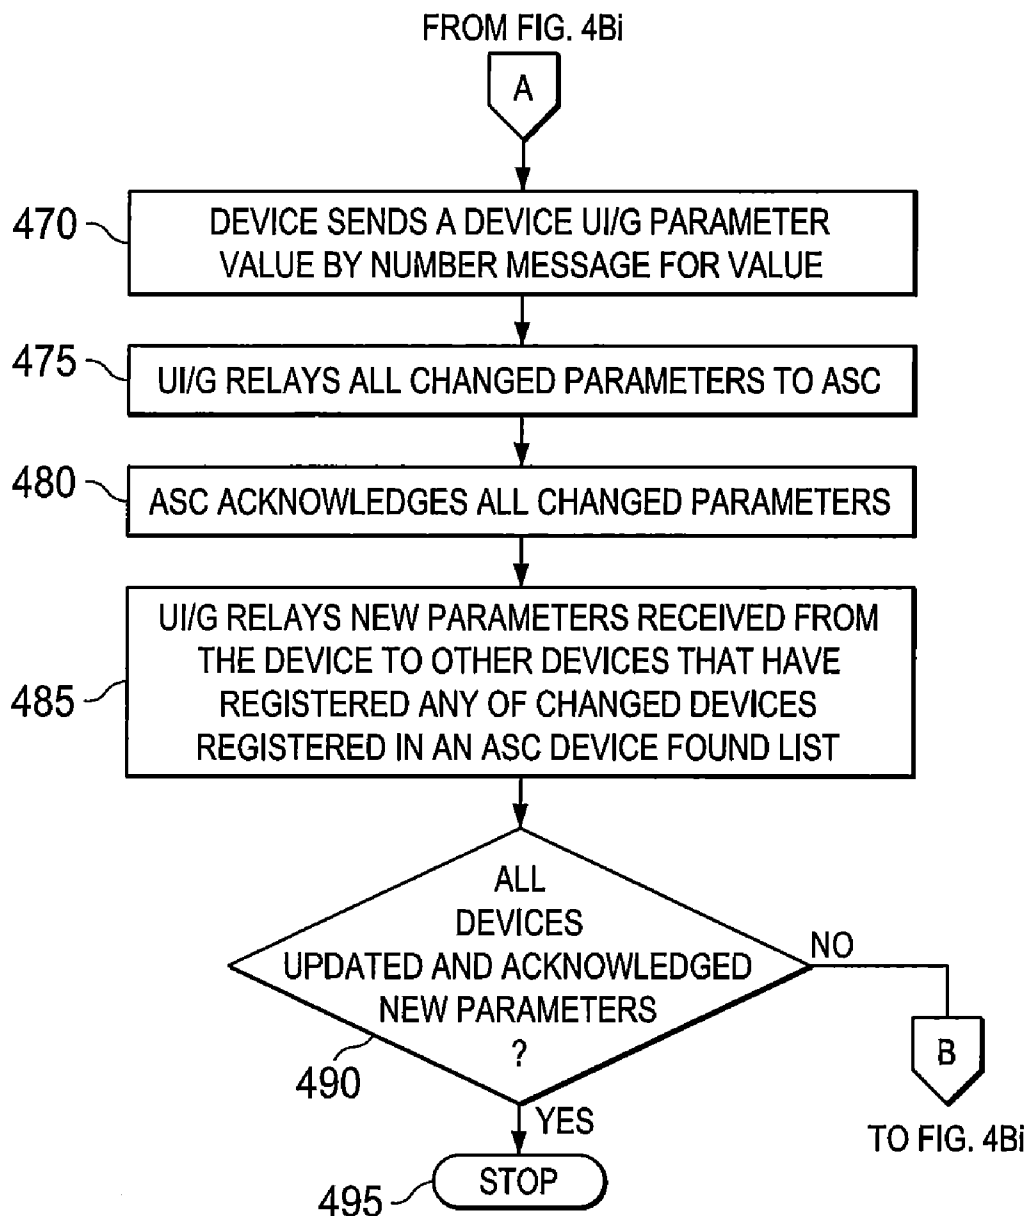 FROM FIG. 4Bi
A
470
DEVICE SENDS A DEVICE UI/G PARAMETER
VALUE BY NUMBER MESSAGE FOR VALUE
475
UI/G RELAYS ALL CHANGED PARAMETERS TO ASC
480
ASC ACKNOWLEDGES ALL CHANGED PARAMETERS
485
UI/G RELAYS NEW PARAMETERS RECEIVED FROM
THE DEVICE TO OTHER DEVICES THAT HAVE
REGISTERED ANY OF CHANGED DEVICES
REGISTERED IN AN ASC DEVICE FOUND LIST
ALL
DEVICES
UPDATED AND ACKNOWLEDGED
NEW PARAMETERS
?
490
NO
B
TO FIG. 4Bi
YES
STOP
495